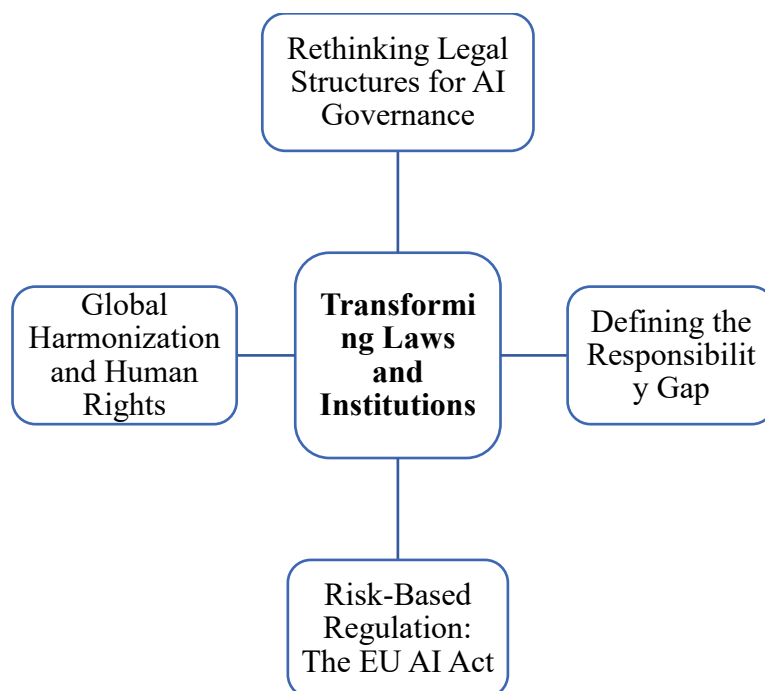 Rethinking Legal
Structures for AI
Governance
Global
Harmonization
and Human
Rights
Transformi
ng Laws
and
Institutions
Defining the
Responsibilit
y Gap
Risk-Based
Regulation:
The EU AI Act